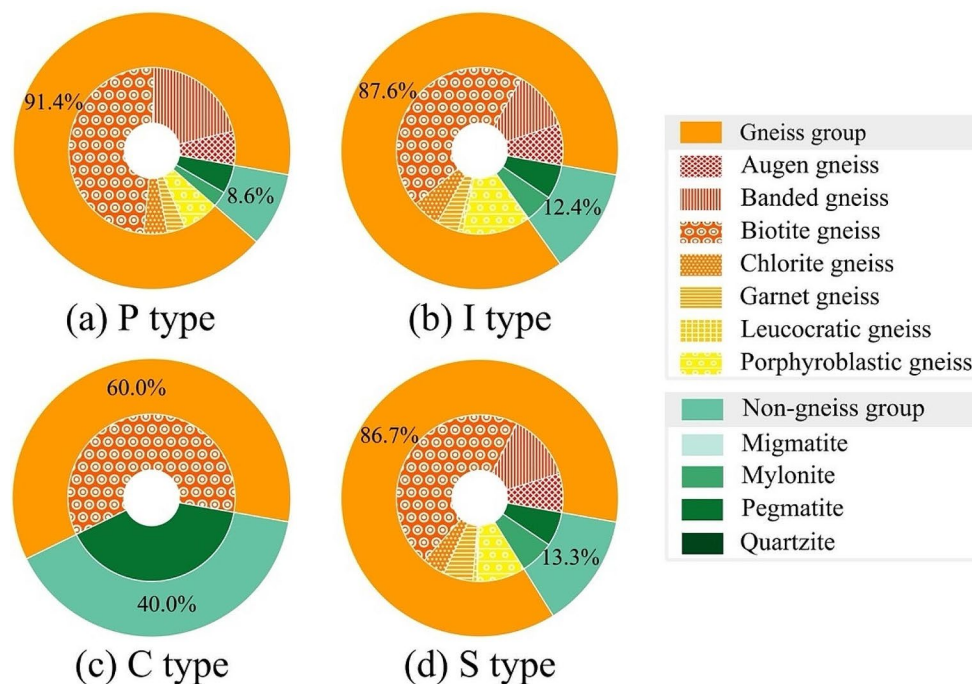 91.4%
8.6%
(a) P type
87.6%
12.4%
(b) I type
60.0%
40.0%
(c) C type
86.7%
13.3%
(d) S type
Gneiss group
Augen gneiss
Banded gneiss
Biotite gneiss
Chlorite gneiss
Garnet gneiss
Leucocratic gneiss
Porphyroblastic gneiss
Non-gneiss group
Migmatite
Mylonite
Pegmatite
Quartzite